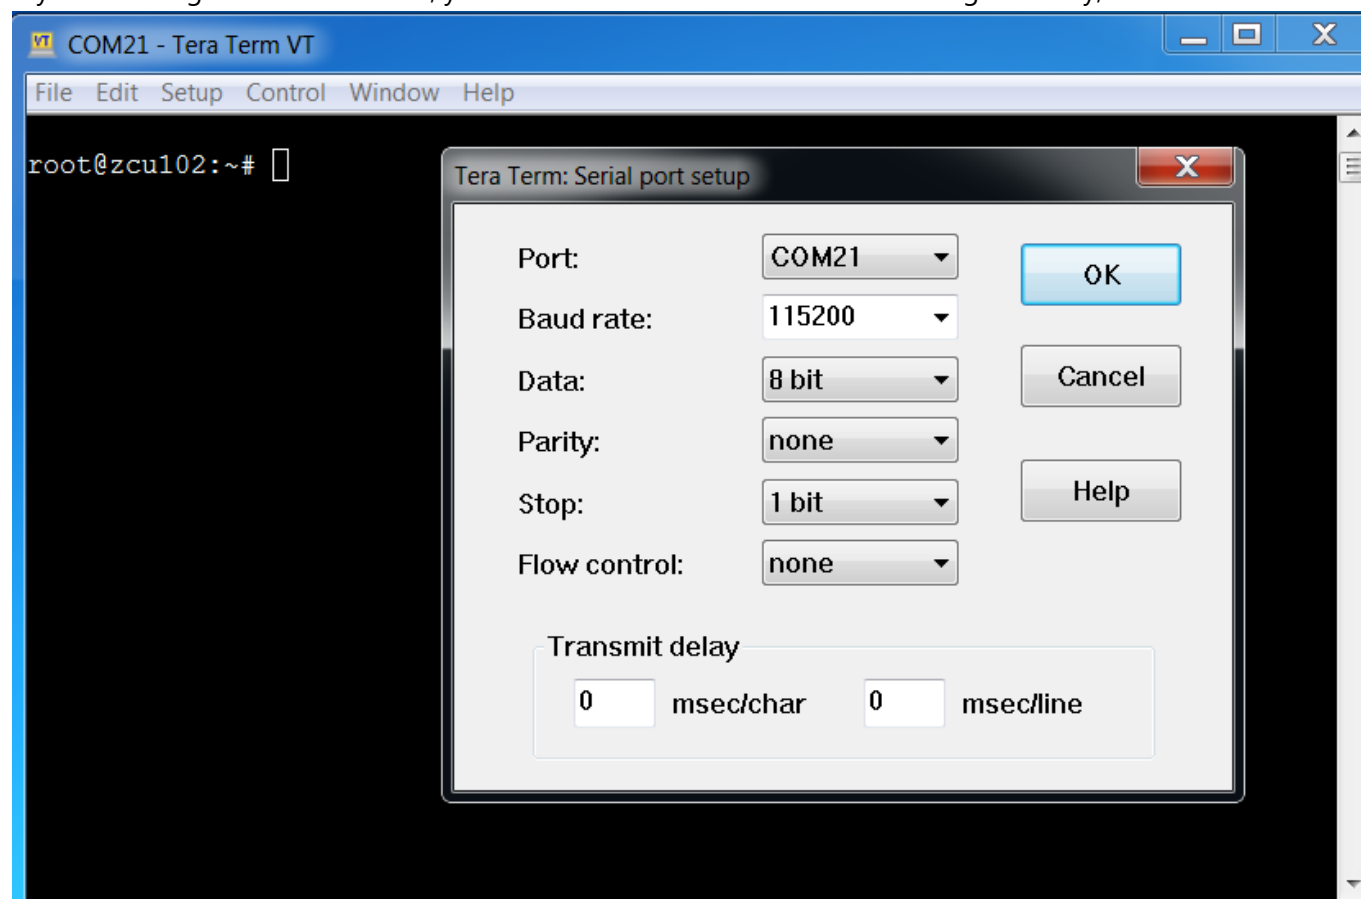 COM21 - Tera Term VT
File Edit Setup Control Window Help
root@zcu102:~#
Tera Term: Serial port setup
Port: COM21
OK
Baud rate: 115200
Data: 8 bit
Cancel
Parity: none
Stop: 1 bit
Help
Flow control: none
Transmit delay
0 msec/char 0 msec/line